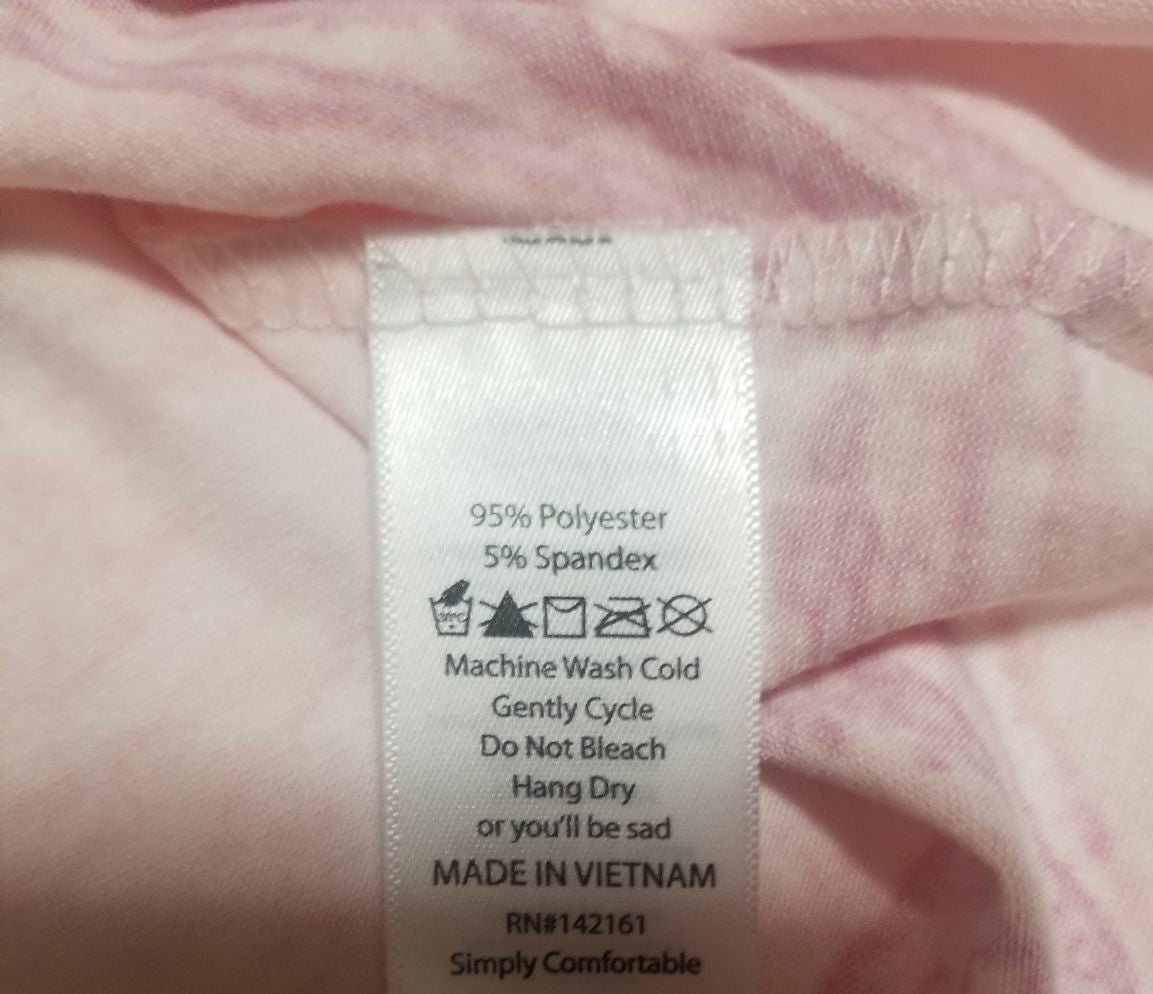 95% Polyester
5% Spandex
30°C
Machine Wash Cold
Gently Cycle
Do Not Bleach
Hang Dry
or you'll be sad
MADE IN VIETNAM
RN#142161
Simply Comfortable